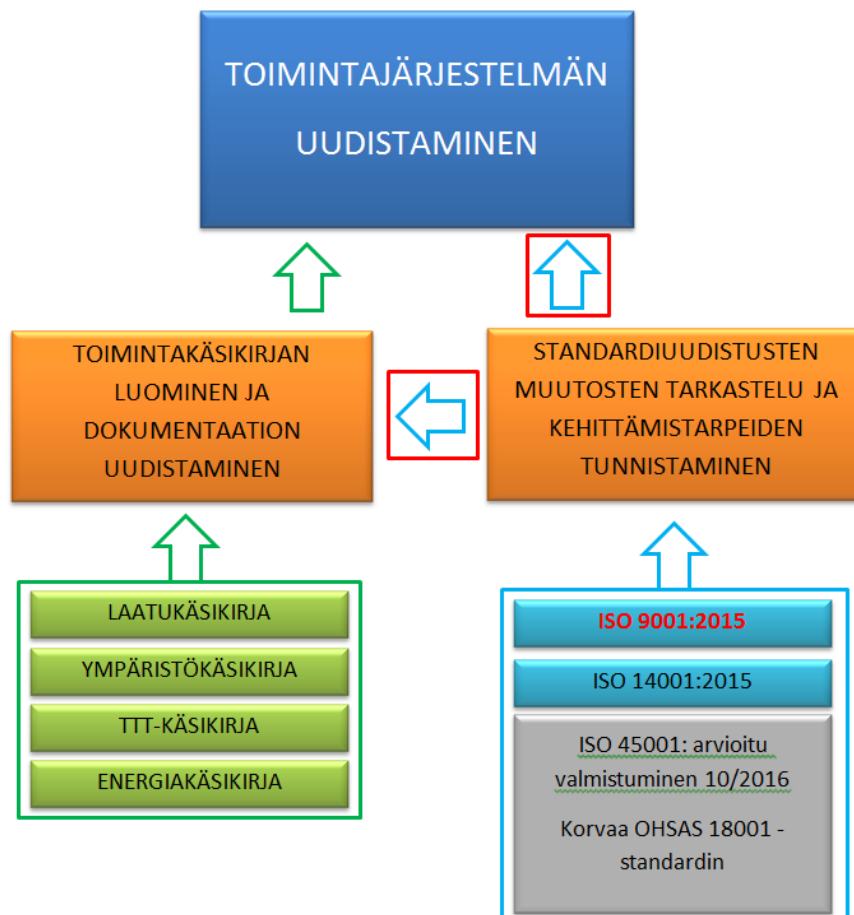 TOIMINTAJÄRJESTELMÄN
UUDISTAMINEN
TOIMINTAKÄSIKIRJAN
LUOMINEN JA
DOKUMENTAATION
UUDISTAMINEN
STANDARDIUUDISTUSTEN
MUUTOSTEN TARKASTELU JA
KEHITTÄMISTARPEIDEN
TUNNISTAMINEN
LAATUKÄSIKIRJA
YMPÄRISTÖKÄSIKIRJA
TTT-KÄSIKIRJA
ENERGIAKÄSIKIRJA
ISO 9001:2015
ISO 14001:2015
ISO 45001: arvioitu
valmistuminen 10/2016
Korvaa OHSAS 18001 -
standardin